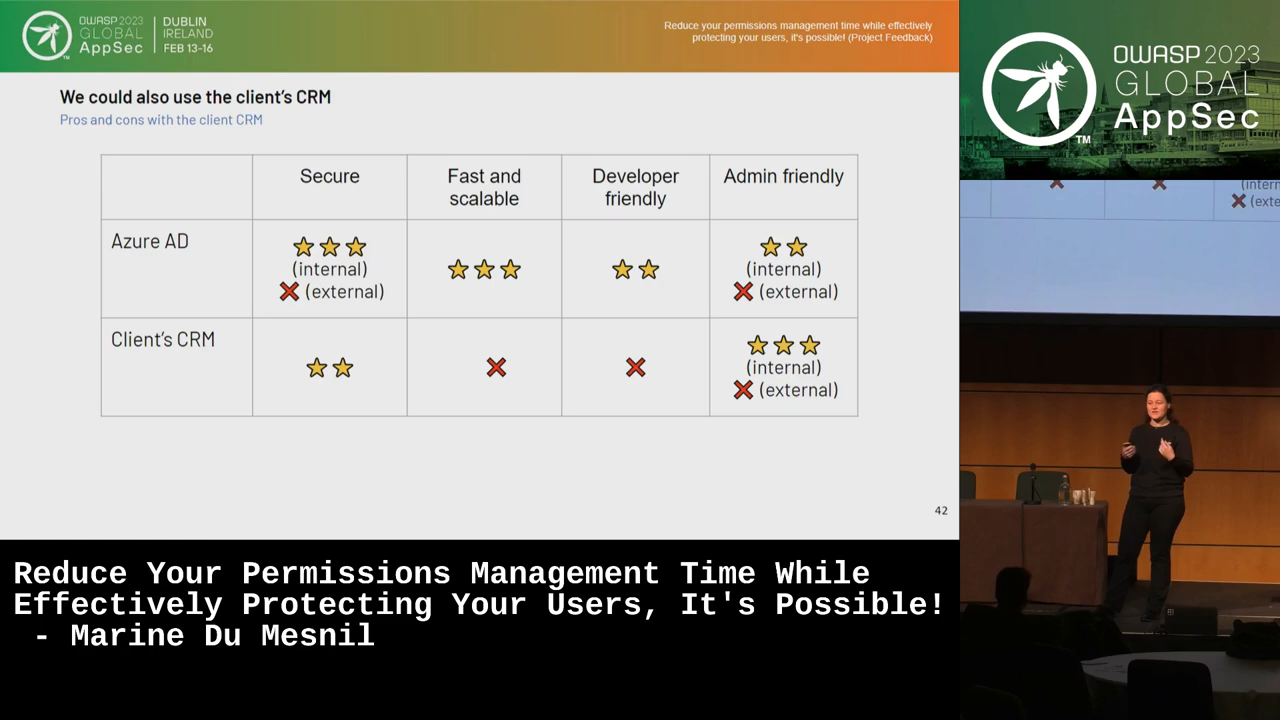 OWASP 2023
GLOBAL
AppSec
TM
DUBLIN
IRELAND
FEB 13-16
Reduce your permissions management time while effectively
protecting your users, it's possible! (Project Feedback)
We could also use the client's CRM
Pros and cons with the client CRM
Secure
Fast and
scalable
Developer
friendly
Admin friendly
Azure AD
(internal)
(external)
(internal)
(external)
Client's CRM
(internal)
(external)
42
OWASP 2023
GLOBAL
AppSec
TM
Reduce Your Permissions Management Time While
Effectively Protecting Your Users, It's Possible!
- Marine Du Mesnil